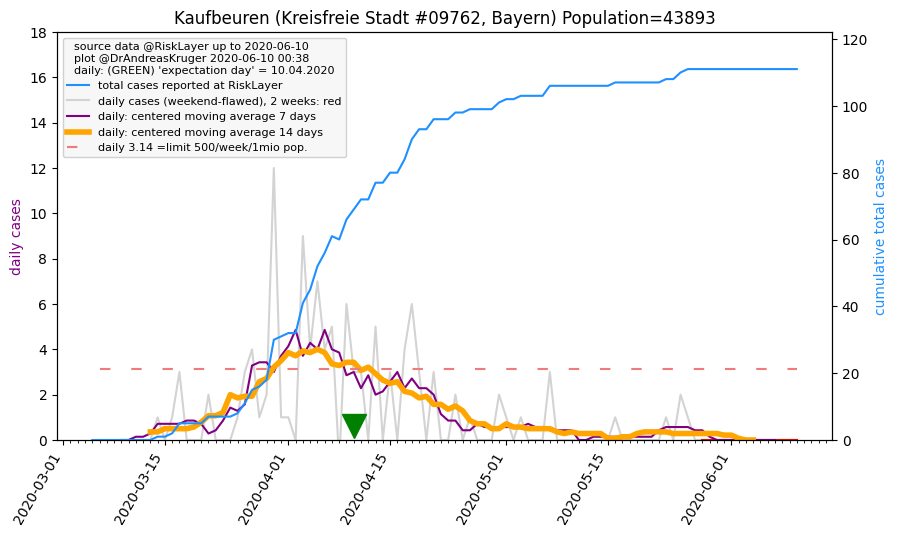 Kaufbeuren (Kreisfreie Stadt #09762, Bayern) Population=43893
source data @RiskLayer up to 2020-06-10
plot @DrAndreasKruger 2020-06-10 00:38
daily: (GREEN) 'expectation day' = 10.04.2020
total cases reported at RiskLayer
daily cases (weekend-flawed), 2 weeks: red
daily: centered moving average 7 days
daily: centered moving average 14 days
daily 3.14 =limit 500/week/1mio pop.
daily cases
18
16
14
12
10
8
6
4
2
0
cumulative total cases
120
100
80
60
40
20
0
2020-03-01
2020-03-15
2020-04-01
2020-04-15
2020-05-01
2020-05-15
2020-06-01